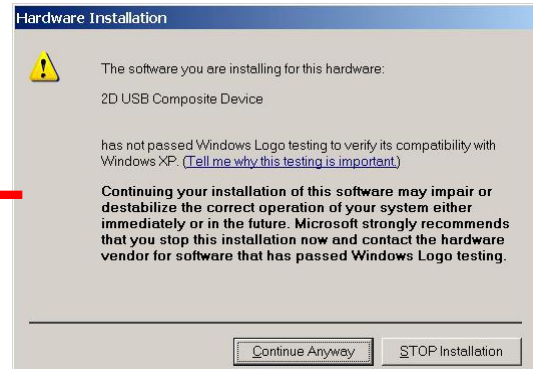 Hardware Installation
The software you are installing for this hardware:
2D USB Composite Device
has not passed Windows Logo testing to verify its compatibility with
Windows XP. (Tell me why this testing is important.)
Continuing your installation of this software may impair or
destabilize the correct operation of your system either
immediately or in the future. Microsoft strongly recommends
that you stop this installation now and contact the hardware
vendor for software that has passed Windows Logo testing.
Continue Anyway
STOP Installation